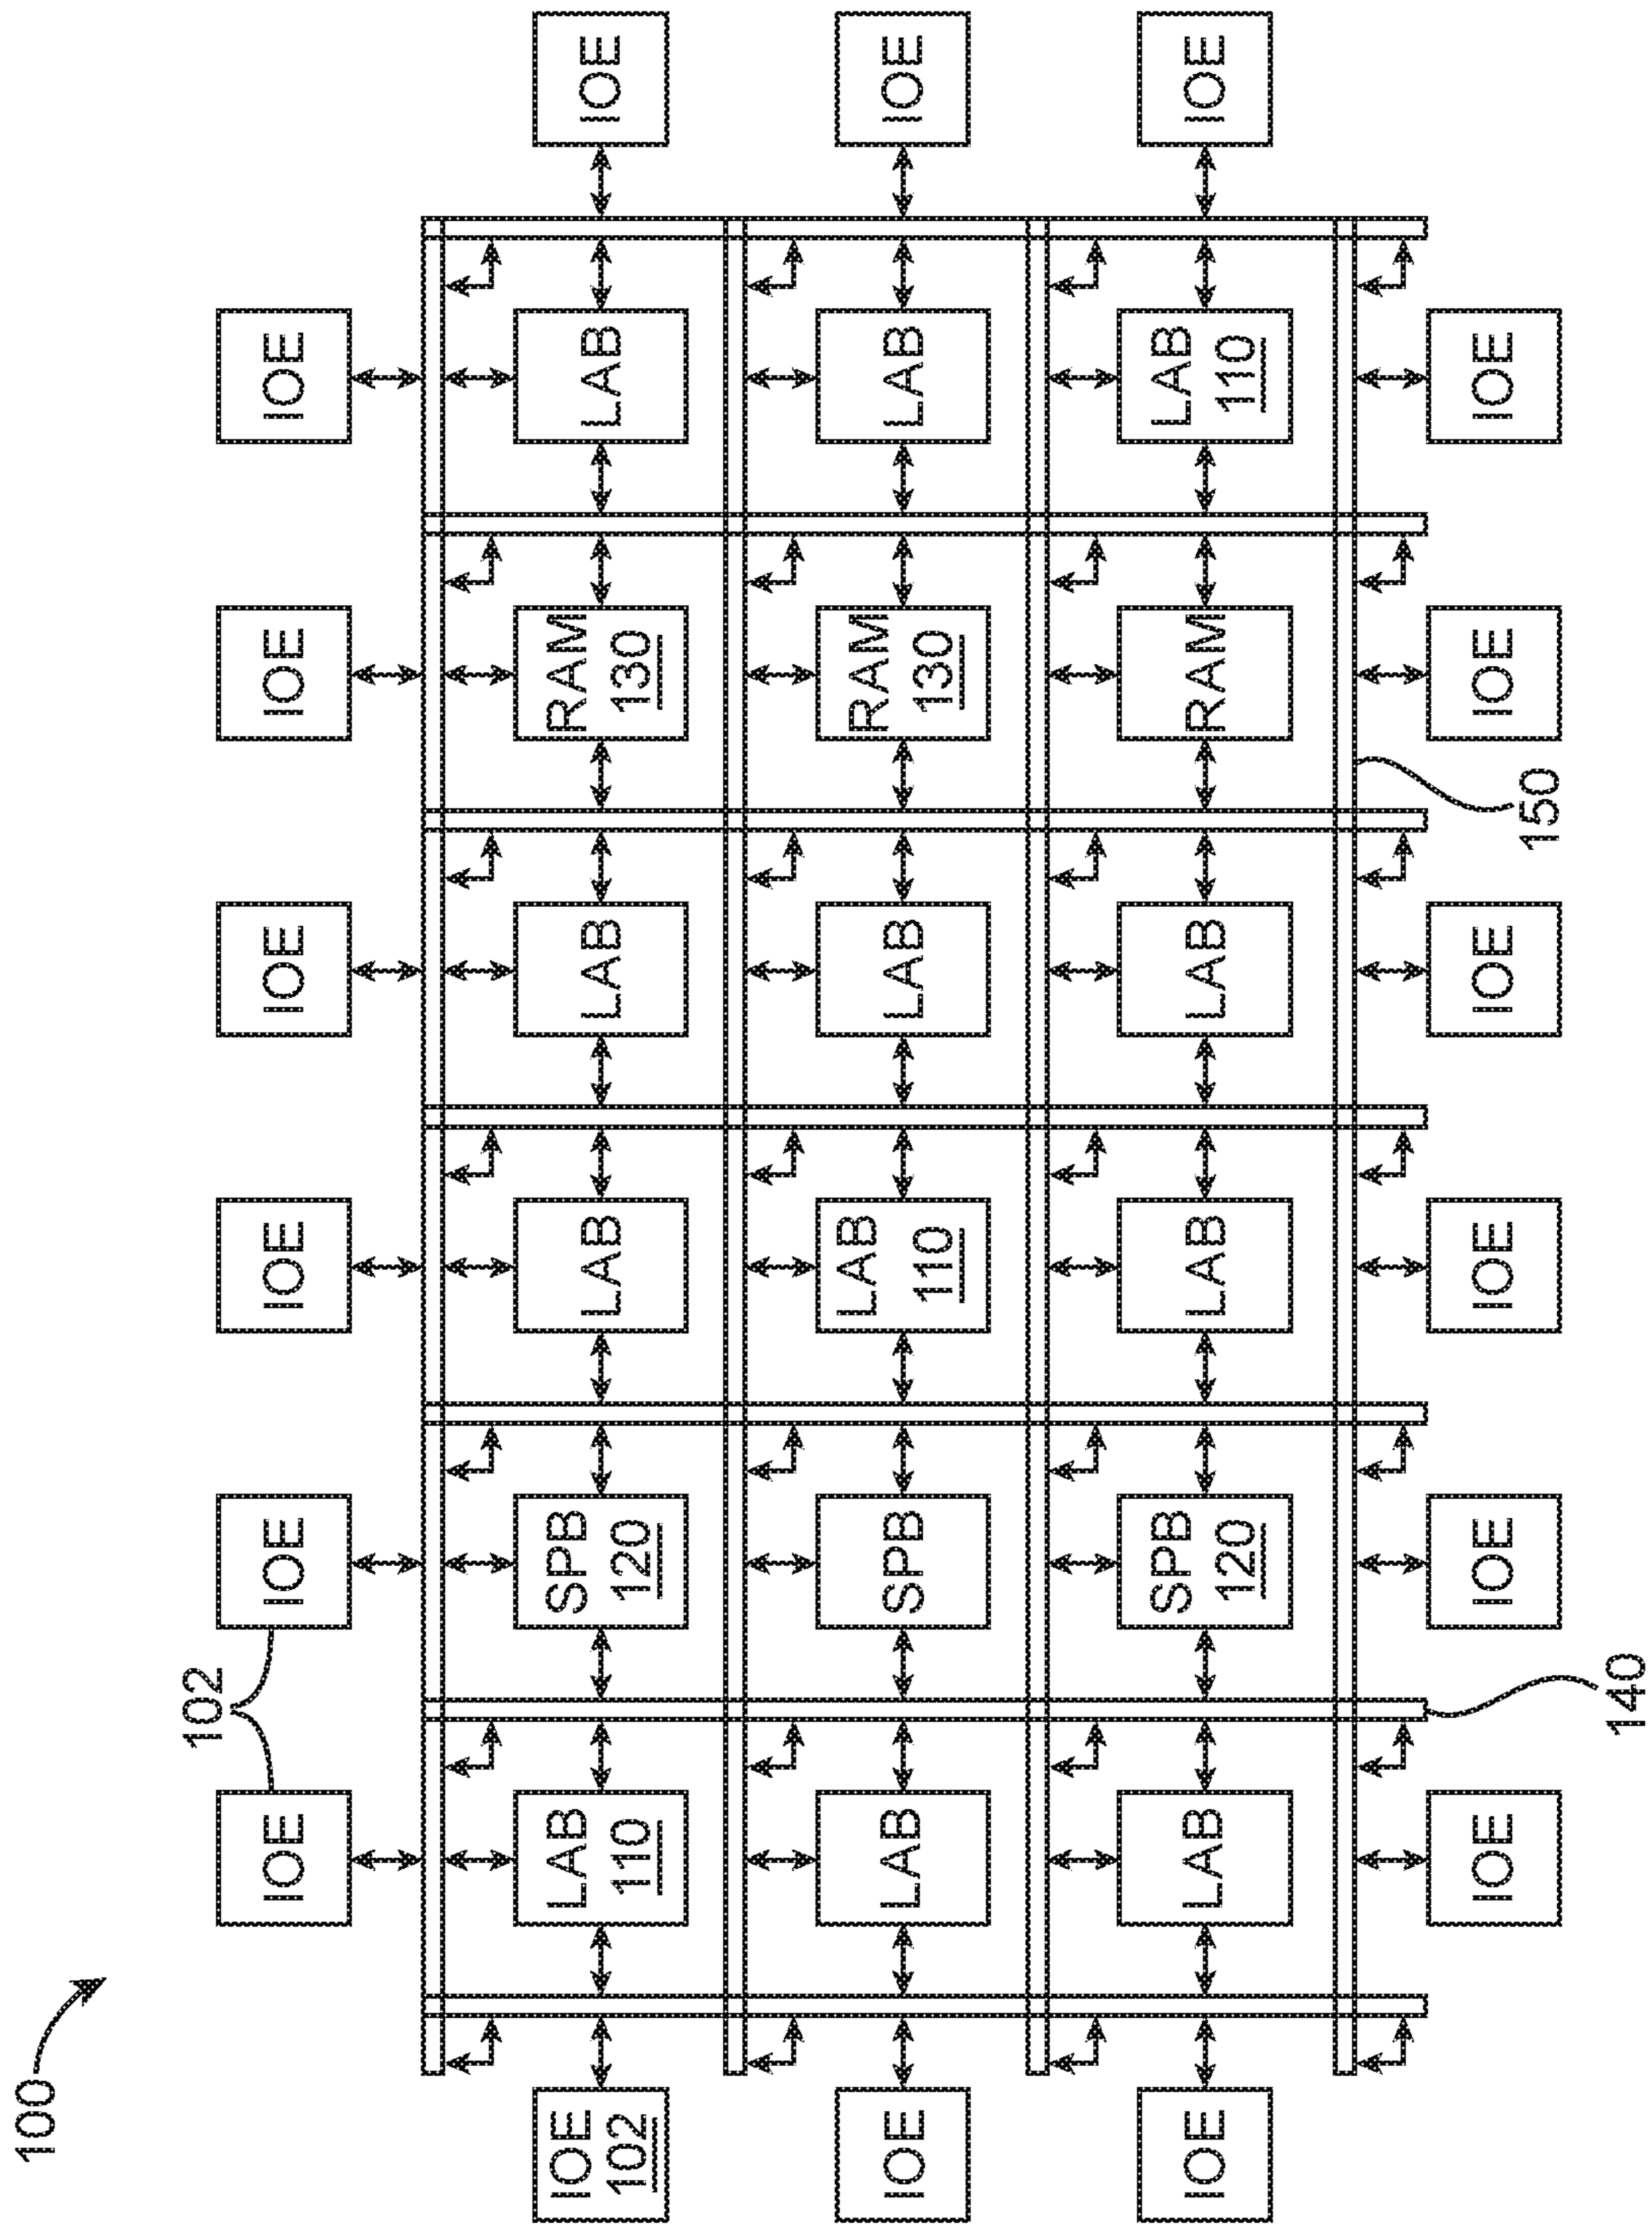 100
102
IOE IOE IOE IOE IOE IOE
IOE LAB SPB LAB LAB RAM LAB IOE
102 110 120 130
IOE LAB SPB LAB LAB RAM LAB IOE
110 130
IOE LAB SPB LAB LAB RAM LAB IOE
120 110
IOE IOE IOE IOE IOE IOE
150
140